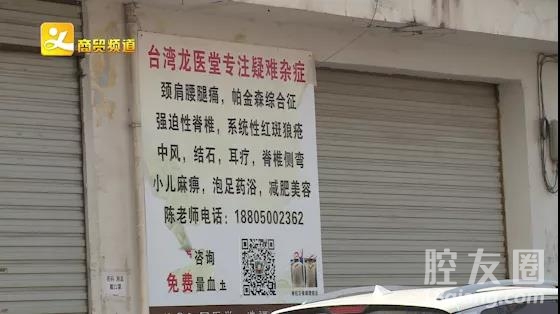 商贸频道
台湾龙医堂专注疑难杂症
颈肩腰腿痛，帕金森综合征
强迫性脊椎，系统性红斑狼疮
中风，结石，耳疗，脊椎侧弯
小儿麻痹，泡足药浴，减肥美容
陈老师电话：18805002362
咨询
免费量血
腔友圈